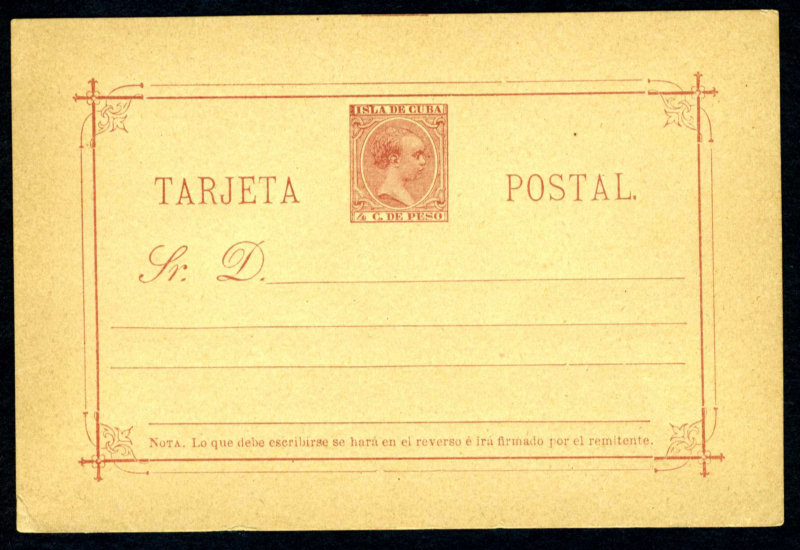 ISLA DE CUBA
4 C. DE PESO
TARJETA POSTAL.
Sr. D.
NOTA. Lo que debe escribirse se hará en el reverso é irá firmado por el remitente.